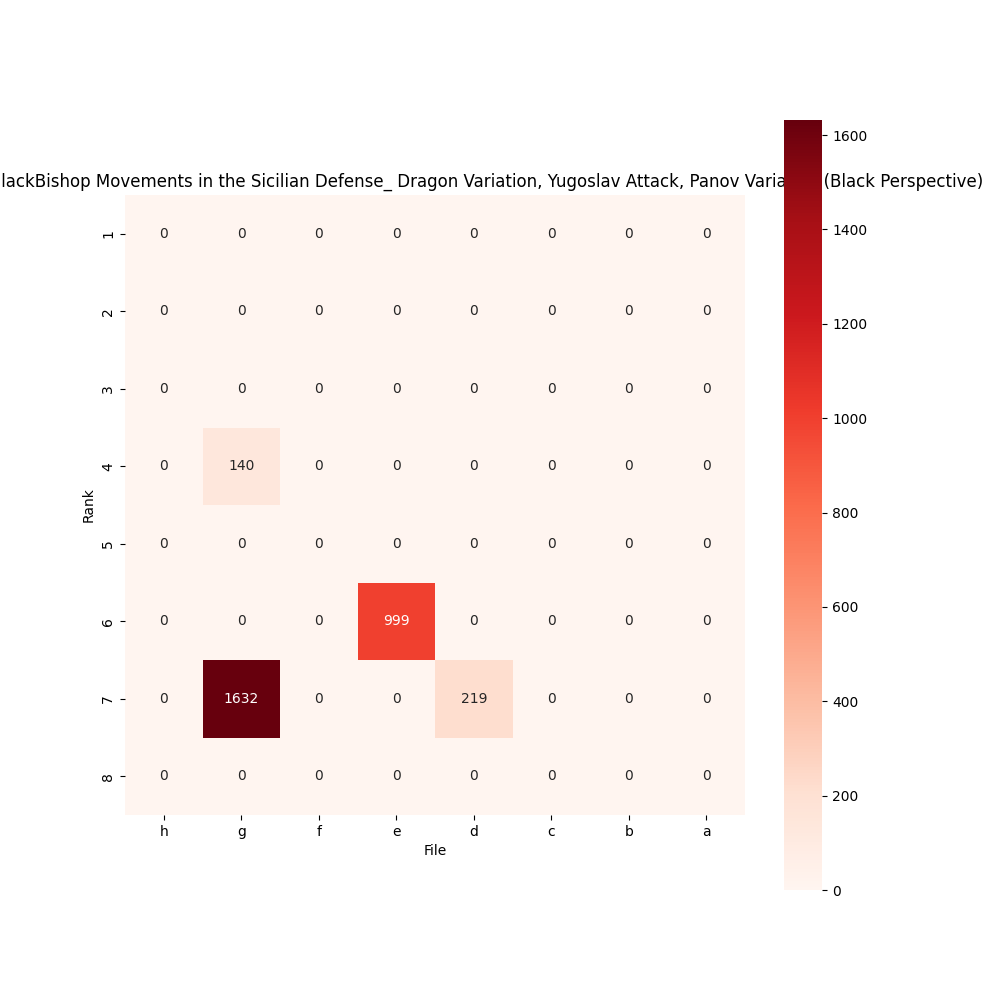 lackBishop Movements in the Sicilian Defense_ Dragon Variation, Yugoslav Attack, Panov Varia (Black Perspective)
1600
1400
1200
1000
800
600
400
200
0
Rank
1 0 0 0 0 0 0 0 0
2 0 0 0 0 0 0 0 0
3 0 0 0 0 0 0 0 0
4 0 140 0 0 0 0 0 0
5 0 0 0 0 0 0 0 0
6 0 0 0 999 0 0 0 0
7 0 1632 0 0 219 0 0 0
8 0 0 0 0 0 0 0 0
h g f e d c b a
File